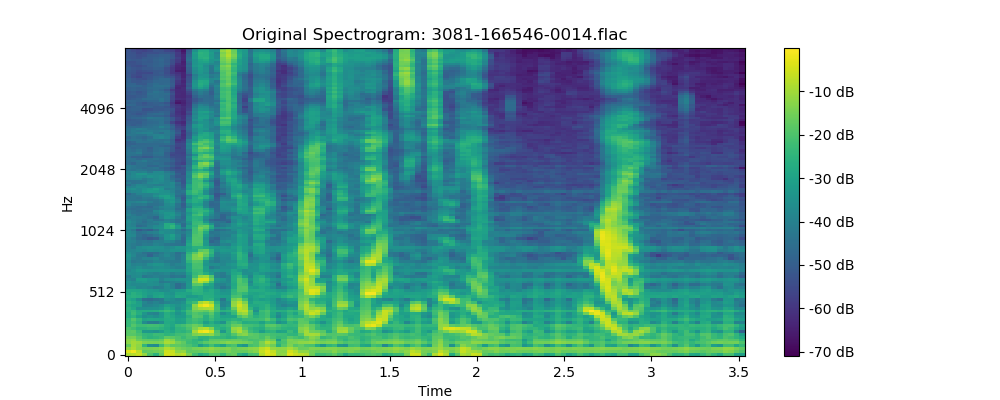 Original Spectrogram: 3081-166546-0014.flac
Hz
4096
2048
1024
512
0
0
0.5
1
1.5
2
2.5
3
3.5
Time
-10 dB
-20 dB
-30 dB
-40 dB
-50 dB
-60 dB
-70 dB